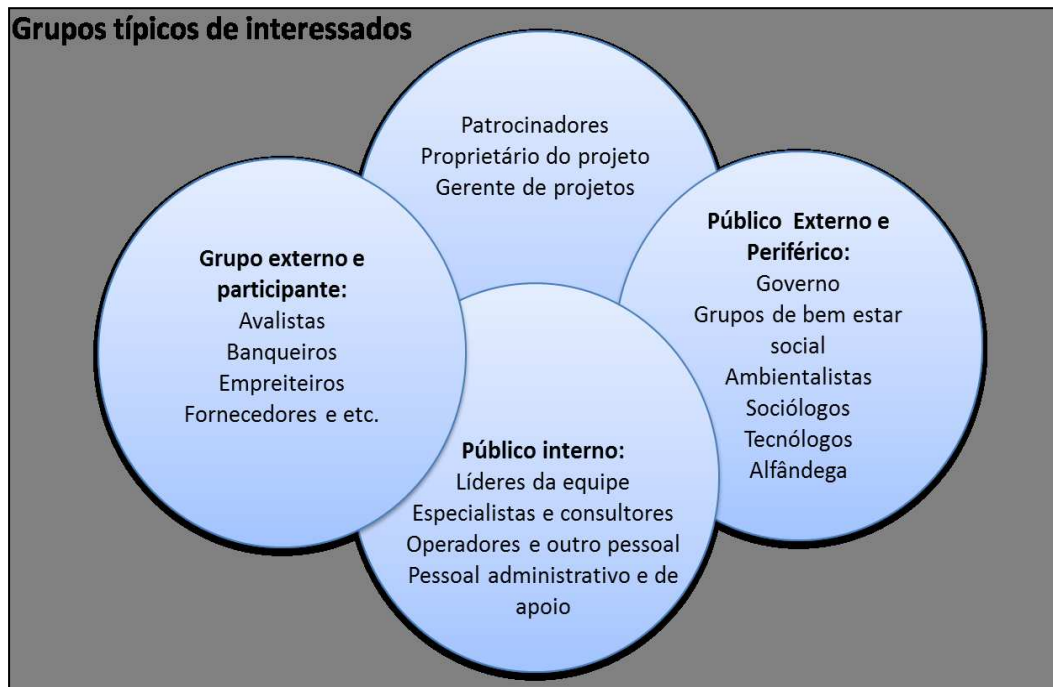 Grupos típicos de interessados
Patrocinadores
Proprietário do projeto
Gerente de projetos
Grupo externo e
participante:
Avalistas
Banqueiros
Empreiteiros
Fornecedores e etc.
Público Externo e
Periférico:
Governo
Grupos de bem estar
social
Ambientalistas
Sociólogos
Tecnólogos
Alfândega
Público interno:
Líderes da equipe
Especialistas e consultores
Operadores e outro pessoal
Pessoal administrativo e de
apoio